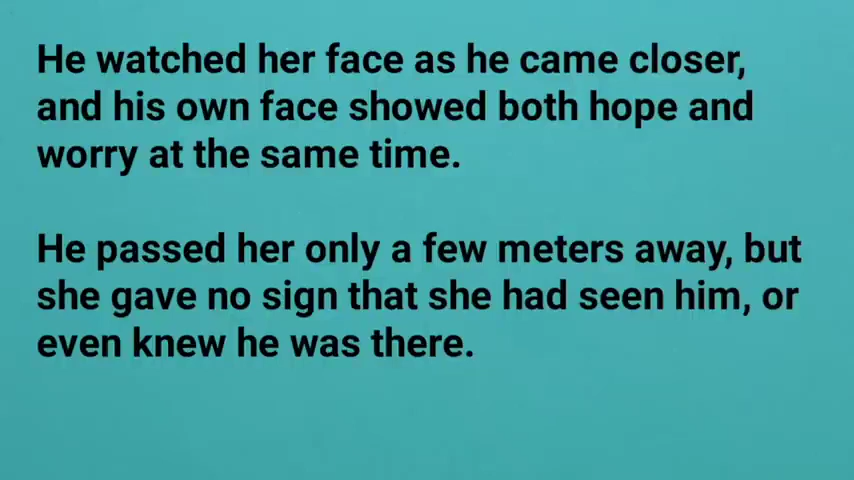 He watched her face as he came closer,
and his own face showed both hope and
worry at the same time.
He passed her only a few meters away, but
she gave no sign that she had seen him, or
even knew he was there.